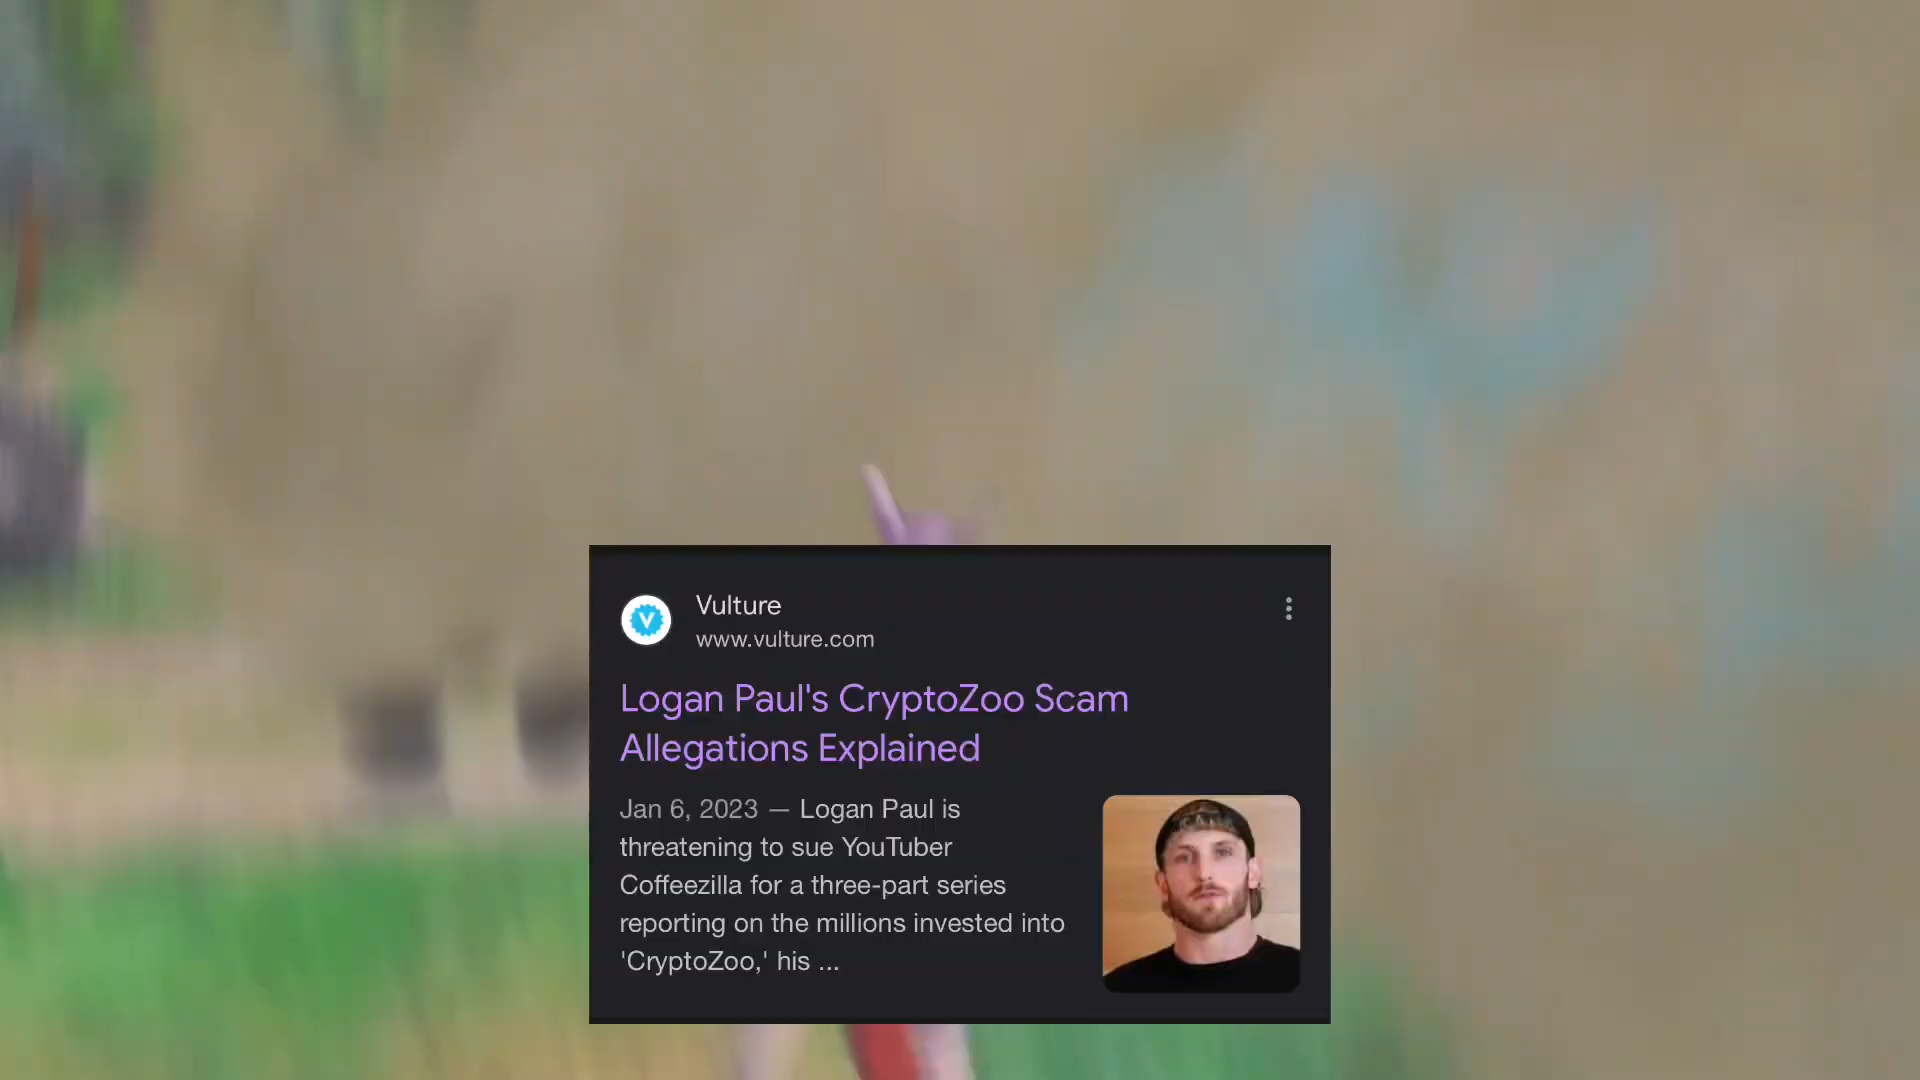 Vulture
www.vulture.com
Logan Paul's CryptoZoo Scam
Allegations Explained
Jan 6, 2023 — Logan Paul is
threatening to sue YouTuber
Coffeezilla for a three-part series
reporting on the millions invested into
'CryptoZoo,' his ...